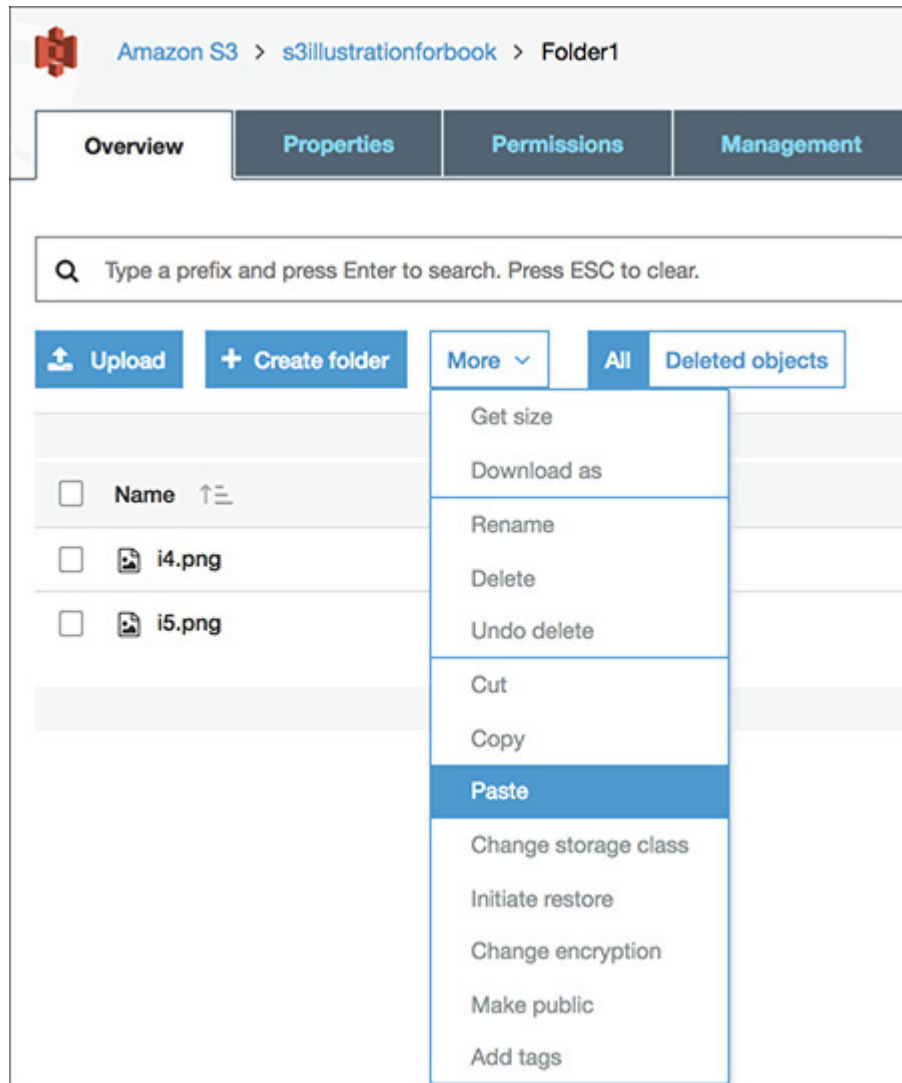 Amazon S3 > s3illustrationforbook > Folder1
Overview Properties Permissions Management
Type a prefix and press Enter to search. Press ESC to clear.
Upload + Create folder More All Deleted objects
Get size
Download as
Name
Rename
i4.png
Delete
i5.png
Undo delete
Cut
Copy
Paste
Change storage class
Initiate restore
Change encryption
Make public
Add tags